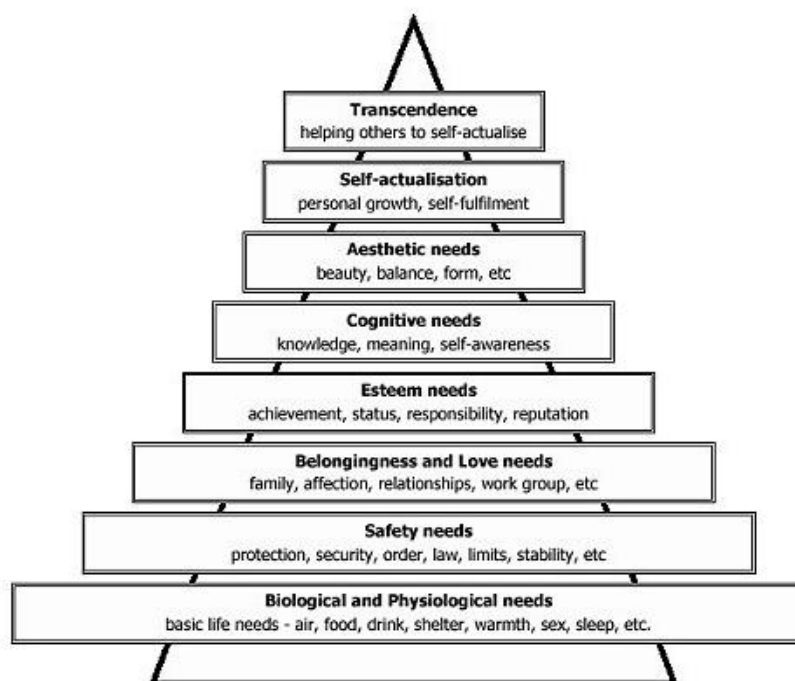 Transcendence
helping others to self-actualise
Self-actualisation
personal growth, self-fulfilment
Aesthetic needs
beauty, balance, form, etc
Cognitive needs
knowledge, meaning, self-awareness
Esteem needs
achievement, status, responsibility, reputation
Belongingness and Love needs
family, affection, relationships, work group, etc
Safety needs
protection, security, order, law, limits, stability, etc
Biological and Physiological needs
basic life needs - air, food, drink, shelter, warmth, sex, sleep, etc.